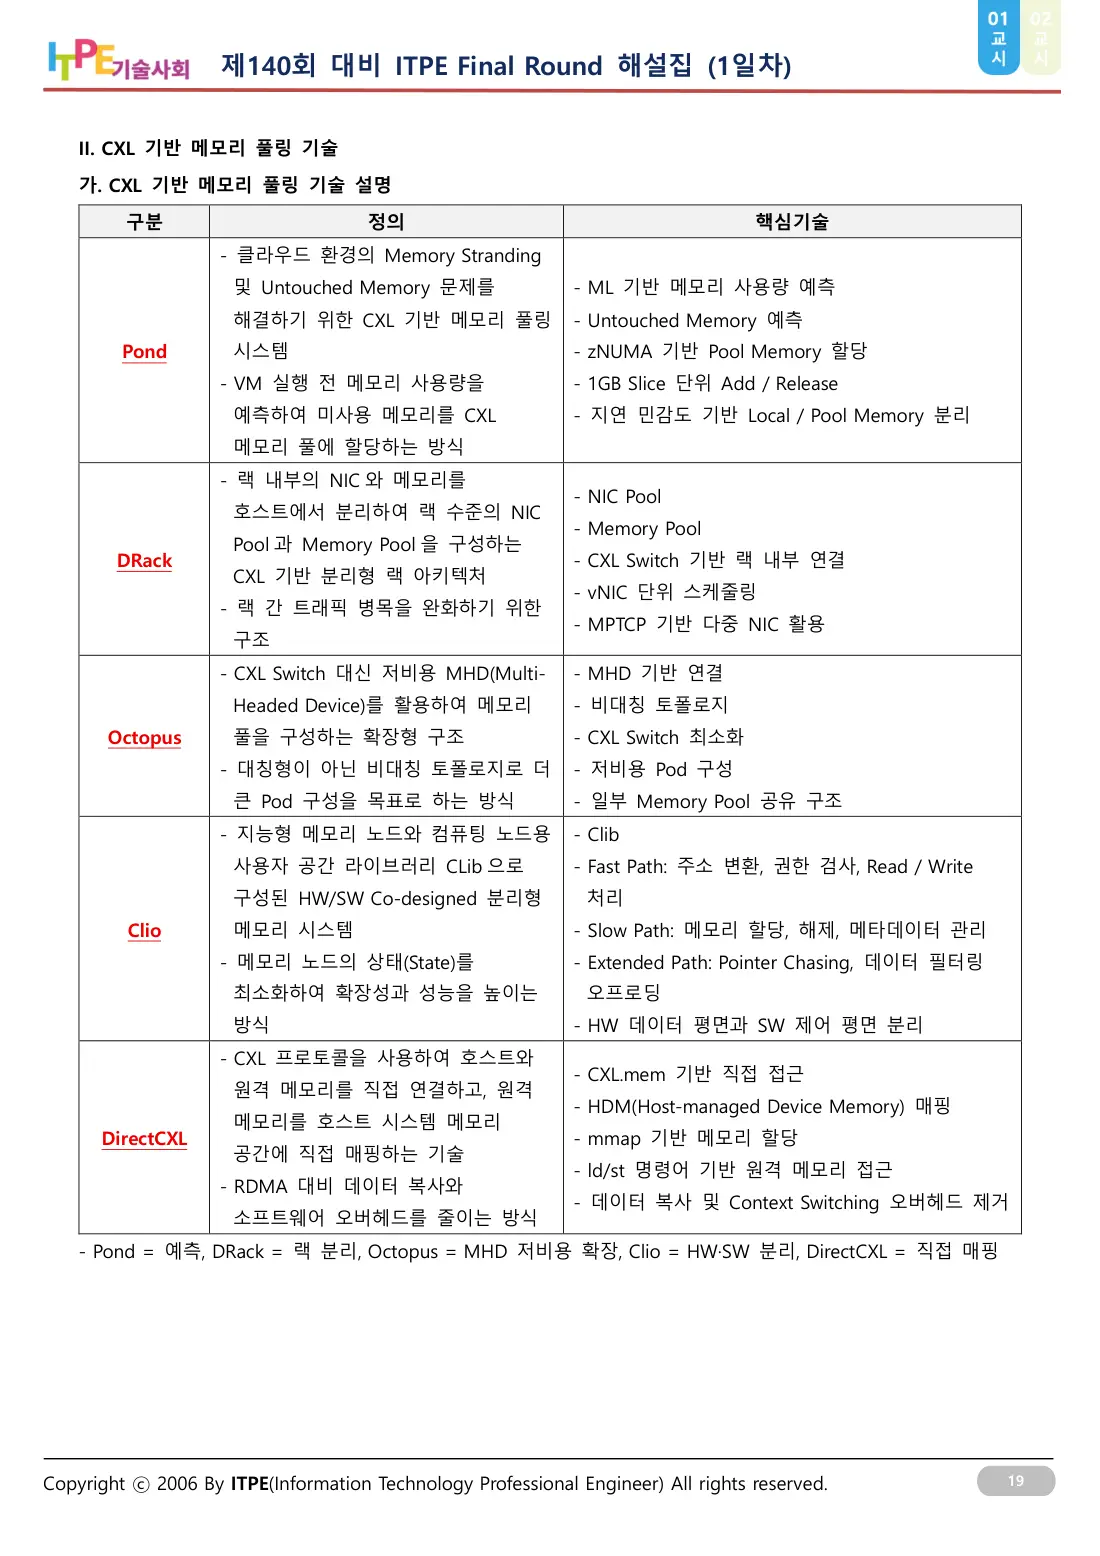 ITPE기술사회 제140회 대비 ITPE Final Round 해설집 (1일차)
01
교
시
02
교
시
II. CXL 기반 메모리 풀링 기술
가. CXL 기반 메모리 풀링 기술 설명
구분 정의 핵심기술
Pond
- 클라우드 환경의 Memory Stranding
및 Untouched Memory 문제를
해결하기 위한 CXL 기반 메모리 풀링
시스템
- VM 실행 전 메모리 사용량을
예측하여 미사용 메모리를 CXL
메모리 풀에 할당하는 방식
- ML 기반 메모리 사용량 예측
- Untouched Memory 예측
- zNUMA 기반 Pool Memory 할당
- 1GB Slice 단위 Add / Release
- 지연 민감도 기반 Local / Pool Memory 분리
DRack
- 랙 내부의 NIC와 메모리를
호스트에서 분리하여 랙 수준의 NIC
Pool과 Memory Pool을 구성하는
CXL 기반 분리형 랙 아키텍처
- 랙 간 트래픽 병목을 완화하기 위한
구조
- NIC Pool
- Memory Pool
- CXL Switch 기반 랙 내부 연결
- vNIC 단위 스케줄링
- MPTCP 기반 다중 NIC 활용
Octopus
- CXL Switch 대신 저비용 MHD(Multi-
Headed Device)를 활용하여 메모리
풀을 구성하는 확장형 구조
- 대칭형이 아닌 비대칭 토폴로지로 더
큰 Pod 구성을 목표로 하는 방식
- MHD 기반 연결
- 비대칭 토폴로지
- CXL Switch 최소화
- 저비용 Pod 구성
- 일부 Memory Pool 공유 구조
Clio
- 지능형 메모리 노드와 컴퓨팅 노드용
사용자 공간 라이브러리 CLib으로
구성된 HW/SW Co-designed 분리형
메모리 시스템
- 메모리 노드의 상태(State)를
최소화하여 확장성과 성능을 높이는
방식
- Clib
- Fast Path: 주소 변환, 권한 검사, Read / Write
처리
- Slow Path: 메모리 할당, 해제, 메타데이터 관리
- Extended Path: Pointer Chasing, 데이터 필터링
오프로딩
- HW 데이터 평면과 SW 제어 평면 분리
DirectCXL
- CXL 프로토콜을 사용하여 호스트와
원격 메모리를 직접 연결하고, 원격
메모리를 호스트 시스템 메모리
공간에 직접 매핑하는 기술
- RDMA 대비 데이터 복사와
소프트웨어 오버헤드를 줄이는 방식
- CXL.mem 기반 직접 접근
- HDM(Host-managed Device Memory) 매핑
- mmap 기반 메모리 할당
- ld/st 명령어 기반 원격 메모리 접근
- 데이터 복사 및 Context Switching 오버헤드 제거
- Pond = 예측, DRack = 랙 분리, Octopus = MHD 저비용 확장, Clio = HW·SW 분리, DirectCXL = 직접 매핑
Copyright ⓒ 2006 By ITPE(Information Technology Professional Engineer) All rights reserved.
19